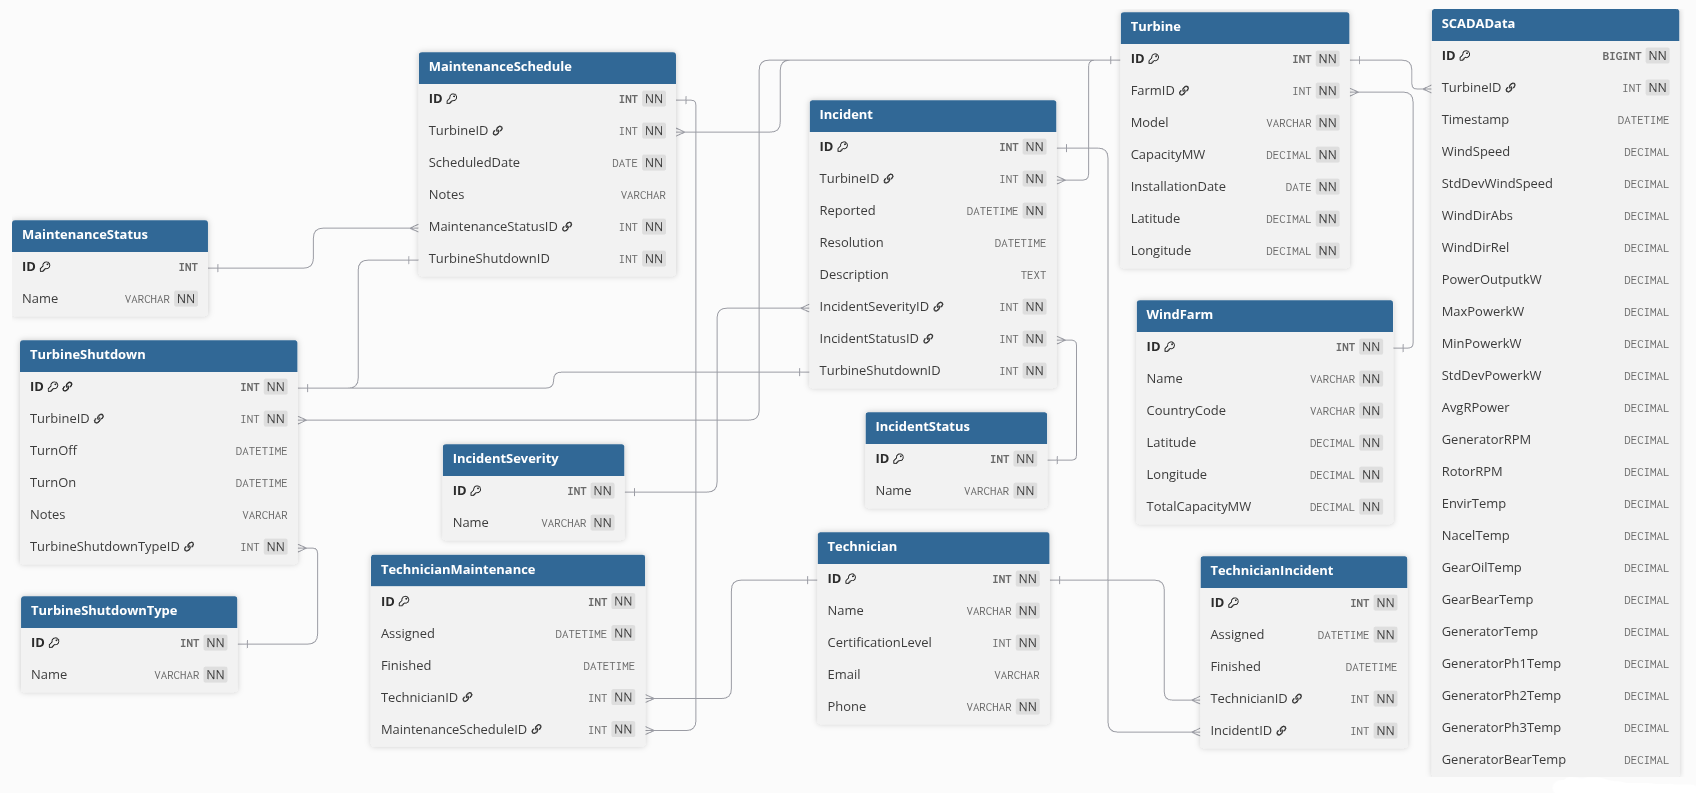 MaintenanceSchedule
ID INT NN
TurbineID INT NN
ScheduledDate DATE NN
Notes VARCHAR
MaintenanceStatusID INT NN
TurbineShutdownID INT NN
MaintenanceStatus
ID INT
Name VARCHAR NN
TurbineShutdown
ID INT NN
TurbineID INT NN
TurnOff DATETIME
TurnOn DATETIME
Notes VARCHAR
TurbineShutdownTypeID INT NN
TurbineShutdownType
ID INT NN
Name VARCHAR NN
IncidentSeverity
ID INT NN
Name VARCHAR NN
TechnicianMaintenance
ID INT NN
Assigned DATETIME NN
Finished DATETIME
TechnicianID INT NN
MaintenanceScheduleID INT NN
Incident
ID INT NN
TurbineID INT NN
Reported DATETIME NN
Resolution DATETIME
Description TEXT
IncidentSeverityID INT NN
IncidentStatusID INT NN
TurbineShutdownID INT NN
IncidentStatus
ID INT NN
Name VARCHAR NN
Technician
ID INT NN
Name VARCHAR NN
CertificationLevel INT NN
Email VARCHAR
Phone VARCHAR NN
Turbine
ID INT NN
FarmID INT NN
Model VARCHAR NN
CapacityMW DECIMAL NN
InstallationDate DATE NN
Latitude DECIMAL NN
Longitude DECIMAL NN
WindFarm
ID INT NN
Name VARCHAR NN
CountryCode VARCHAR NN
Latitude DECIMAL NN
Longitude DECIMAL NN
TotalCapacityMW DECIMAL NN
TechnicianIncident
ID INT NN
Assigned DATETIME NN
Finished DATETIME
TechnicianID INT NN
IncidentID INT NN
SCADAData
ID BIGINT NN
TurbineID INT NN
Timestamp DATETIME
WindSpeed DECIMAL
StdDevWindSpeed DECIMAL
WindDirAbs DECIMAL
WindDirRel DECIMAL
PowerOutputkW DECIMAL
MaxPowerkW DECIMAL
MinPowerkW DECIMAL
StdDevPowerkW DECIMAL
AvgRPower DECIMAL
GeneratorRPM DECIMAL
RotorRPM DECIMAL
EnvirTemp DECIMAL
NacelTemp DECIMAL
GearOilTemp DECIMAL
GearBearTemp DECIMAL
GeneratorTemp DECIMAL
GeneratorPh1Temp DECIMAL
GeneratorPh2Temp DECIMAL
GeneratorPh3Temp DECIMAL
GeneratorBearTemp DECIMAL